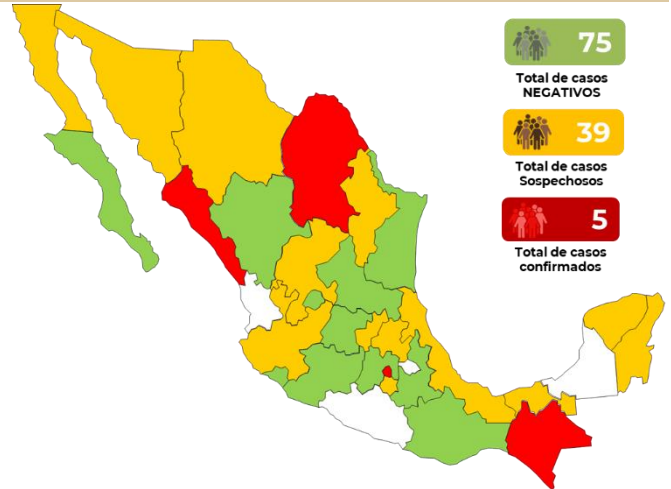 75
Total de casos
NEGATIVOS
39
Total de casos
Sospechosos
5
Total de casos
confirmados